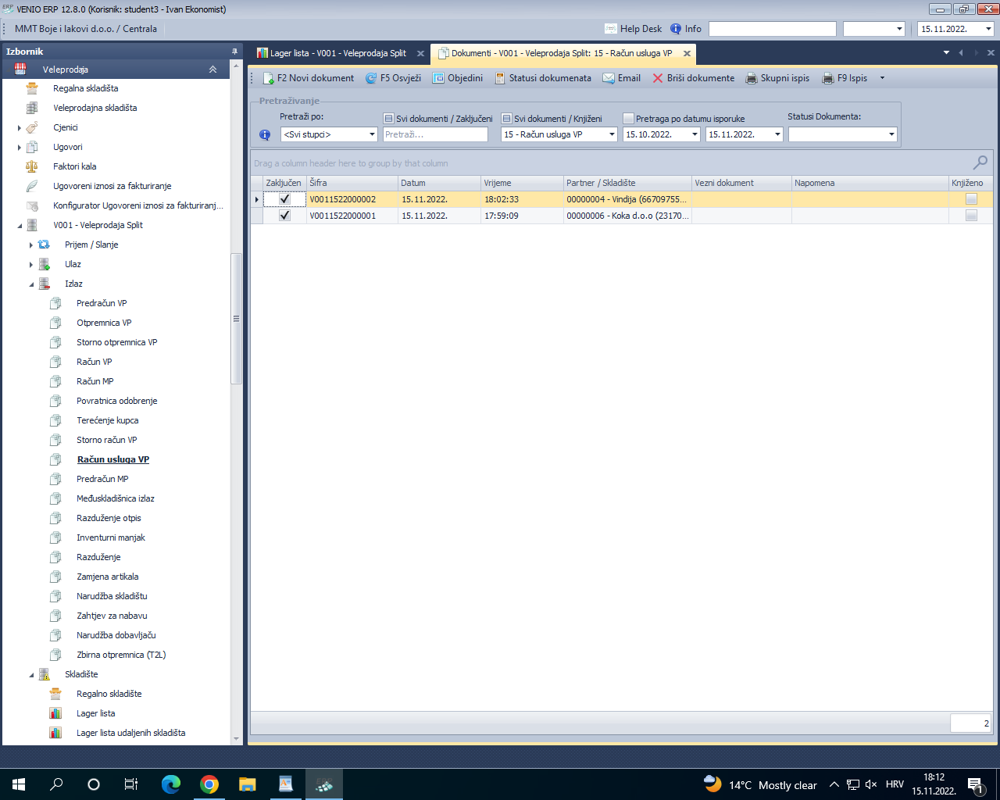 VENIO ERP 12.8.0 (Korisnik: student3 - Ivan Ekonomist)
MMT Boje i lakovi d.o.o. / Centrala
Help Desk
Info
15.11.2022.
Izbornik
Lager lista - V001 - Veleprodaja Split
Dokumenti - V001 - Veleprodaja Split: 15 - Račun usluga VP
Veleprodaja
Regalna skladišta
Veleprodajna skladišta
Cjenici
Ugovori
Faktori kala
Ugovoreni iznosi za fakturiranje
Konfigurator Ugovoreni iznosi za fakturiranj...
V001 - Veleprodaja Split
Prijem / Slanje
Ulaz
Izlaz
Predračun VP
Otpremnica VP
Storno otpremnica VP
Račun VP
Račun MP
Povratnica odobrenje
Terećenje kupca
Storno račun VP
Račun usluga VP
Predračun MP
Međuskladišnica izlaz
Razduženje otpis
Inventurni manjak
Razduženje
Zamjena artikala
Narudžba skladištu
Zahtjev za nabavu
Narudžba dobavljaču
Zbirna otpremnica (T2L)
Skladište
Regalno skladište
Lager lista
Lager lista udaljenih skladišta
F2 Novi dokument
F5 Osvježi
Objedini
Statusi dokumenata
Email
Briši dokumente
Skupni ispis
F9 Ispis
Pretraživanje
Pretraži po:
Svi dokumenti / Zaključeni
Svi dokumenti / Knjiženi
Pretraga po datumu isporuke
Statusi Dokumenta:
<Svi stupci>
Pretraži...
15 - Račun usluga VP
15.10.2022.
15.11.2022.
Drag a column header here to group by that column
Zaključen Šifra Datum Vrijeme Partner / Skladište Vezni dokument Napomena Knjiženo
V0011522000002 15.11.2022. 18:02:33 00000004 - Vindija (66709755...
V0011522000001 15.11.2022. 17:59:09 00000006 - Koka d.o.o (23170...
2
14°C Mostly clear
HRV
18:12
15.11.2022.
1